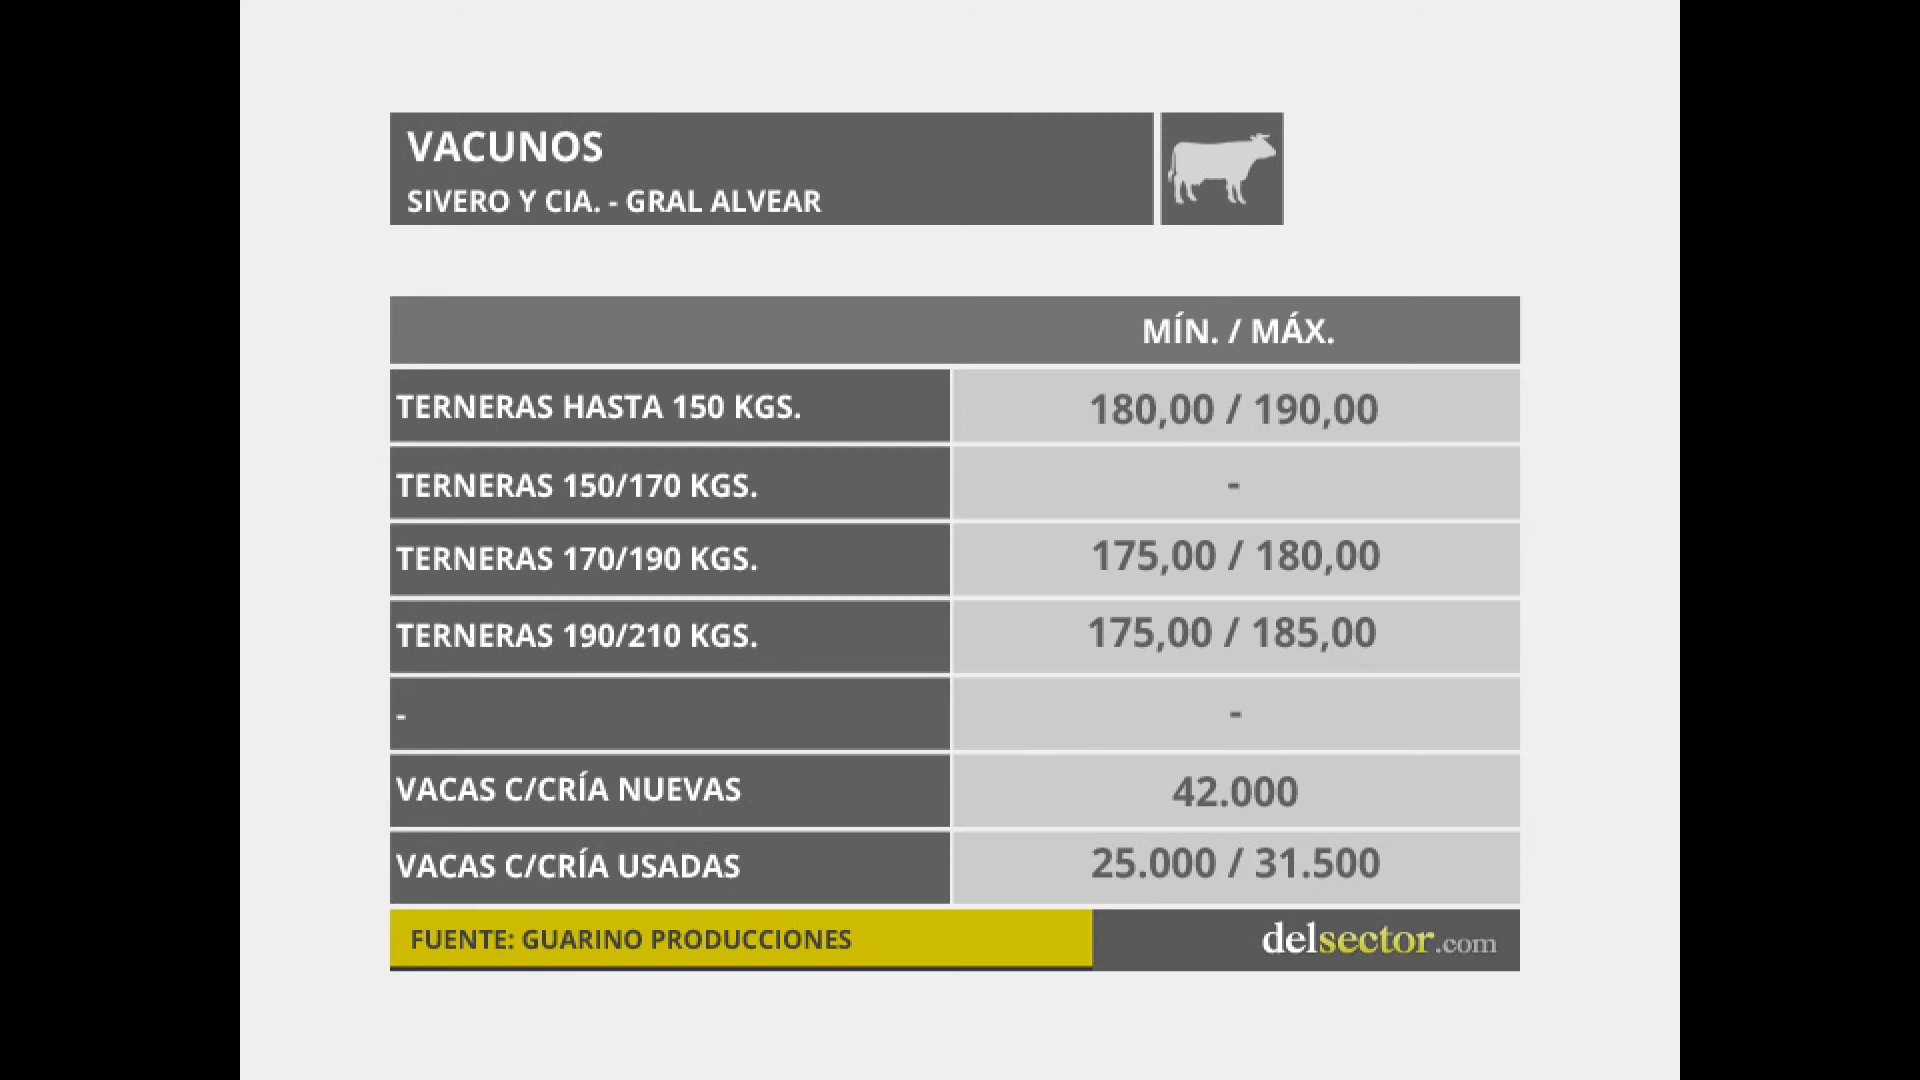 VACUNOS
SIVERO Y CIA. - GRAL ALVEAR
MÍN. / MÁX.
TERNERAS HASTA 150 KGS. 180,00 / 190,00
TERNERAS 150/170 KGS. -
TERNERAS 170/190 KGS. 175,00 / 180,00
TERNERAS 190/210 KGS. 175,00 / 185,00
- -
VACAS C/CRÍA NUEVAS 42.000
VACAS C/CRÍA USADAS 25.000 / 31.500
FUENTE: GUARINO PRODUCCIONES delsector.com